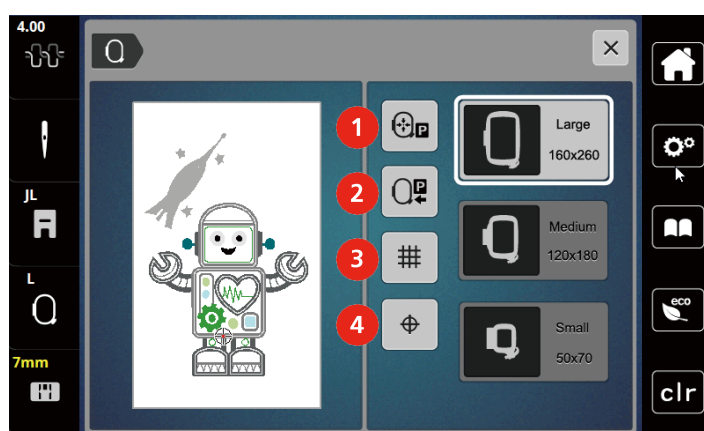 4.00
JL
L
7mm
1
P
2
P
3
4
Large
160x260
Medium
120x180
Small
50x70
eco
clr